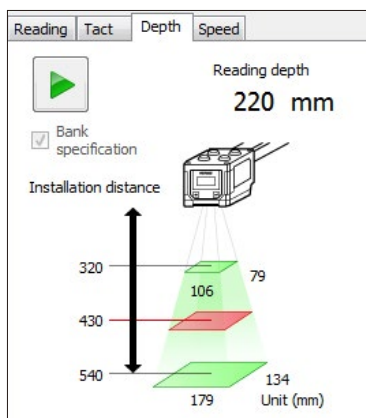 Reading Tact Depth Speed
Reading depth
220 mm
Bank
specification
Installation distance
320
79
106
430
540
134
179 Unit (mm)